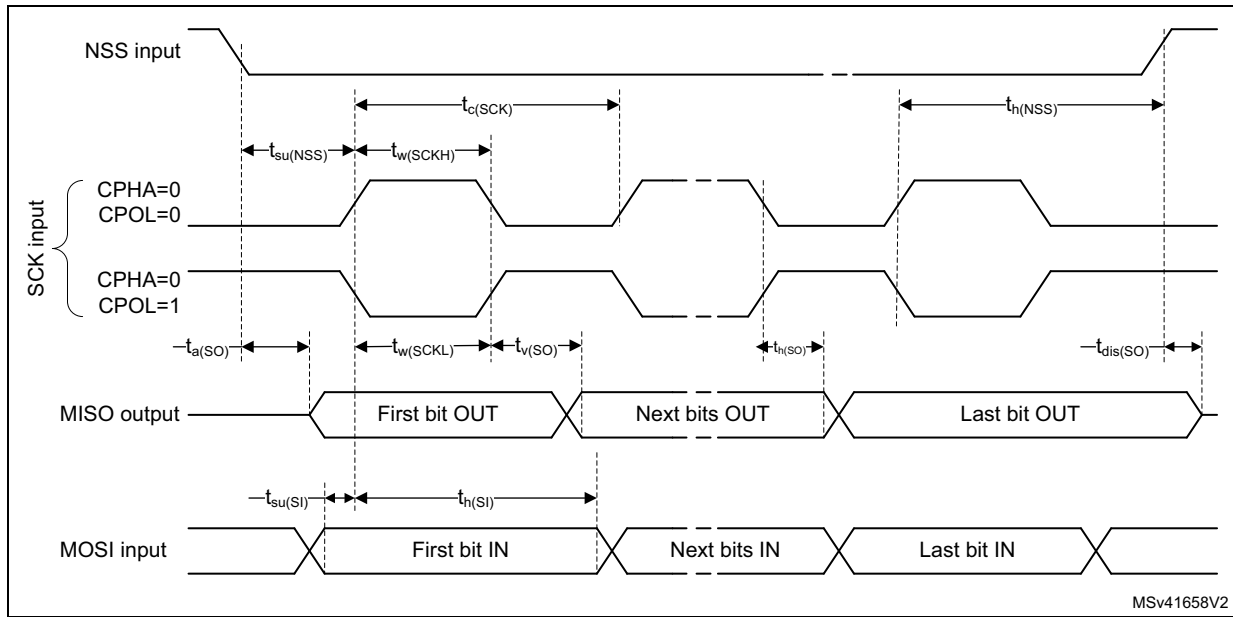 NSS input
tc(SCK)
th(NSS)
tsu(NSS)
tw(SCKH)
SCK input
CPHA=0
CPOL=0
CPHA=0
CPOL=1
ta(SO)
tw(SCKL)
tv(SO)
th(SO)
tdis(SO)
MISO output
First bit OUT
Next bits OUT
Last bit OUT
tsu(SI)
th(SI)
MOSI input
First bit IN
Next bits IN
Last bit IN
MSv41658V2